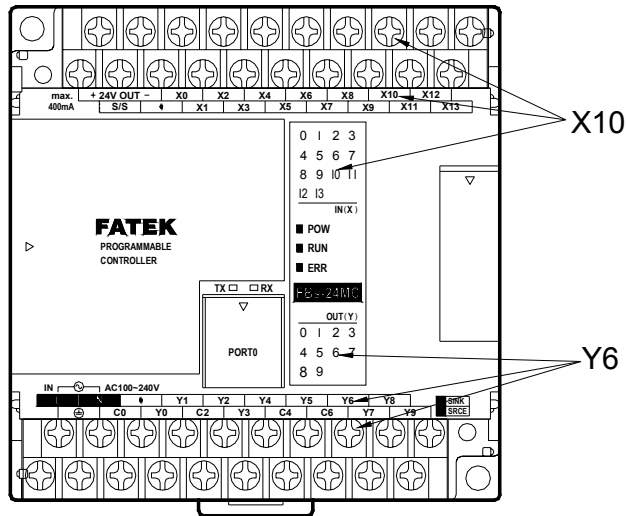 max. + 24V OUT − X0 X2 X4 X6 X8 X10 X12
400mA S/S X1 X3 X5 X7 X9 X11 X13
X10
0 1 2 3
4 5 6 7
8 9 10 11
12 13
IN(X)
FATEK
PROGRAMMABLE
CONTROLLER
POW
RUN
ERR
TX RX
FBs-24MC
OUT(Y)
0 1 2 3
4 5 6 7
8 9
PORT0
Y6
IN AC100~240V
Y1 Y2 Y4 Y5 Y6 Y8 SINK
C0 Y0 C2 Y3 C4 C6 Y7 Y9 SRCE